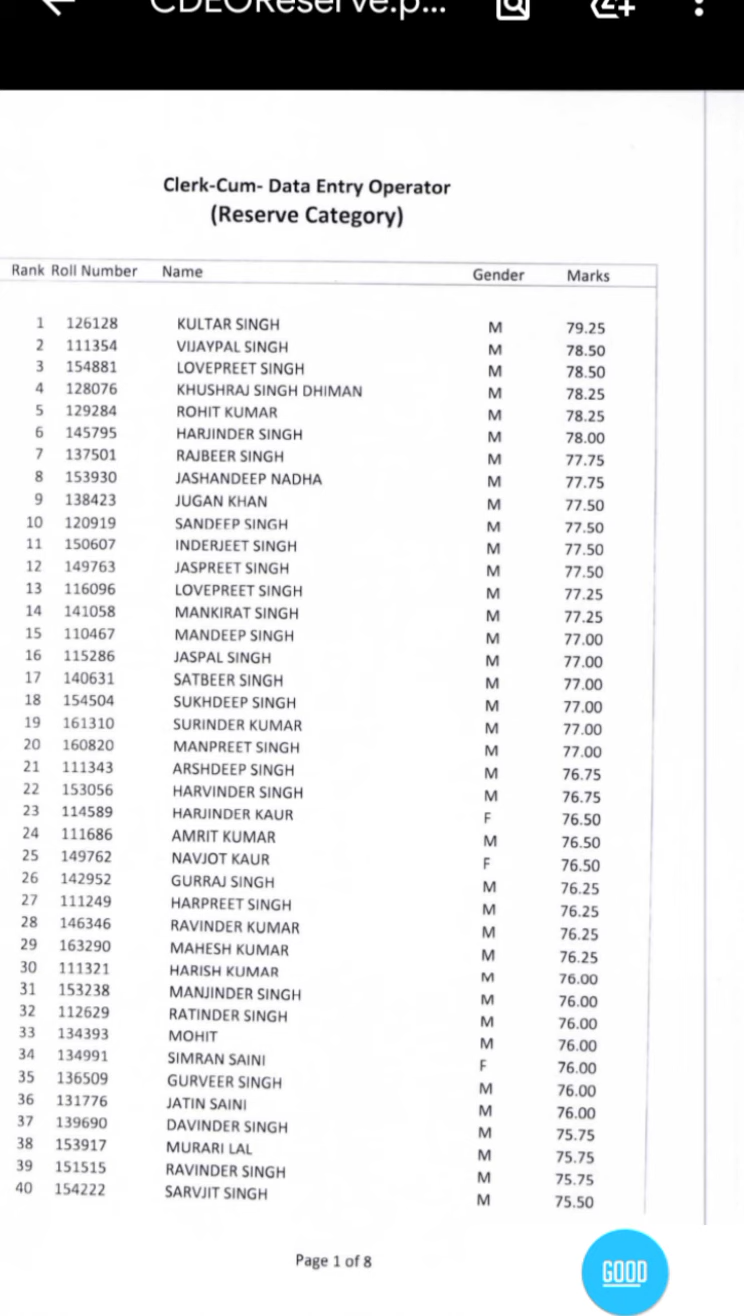 CDEOReserve.p...
Clerk-Cum- Data Entry Operator
(Reserve Category)
Rank Roll Number Name Gender Marks
1 126128 KULTAR SINGH M 79.25
2 111354 VIJAYPAL SINGH M 78.50
3 154881 LOVEPREET SINGH M 78.50
4 128076 KHUSHRAJ SINGH DHIMAN M 78.25
5 129284 ROHIT KUMAR M 78.25
6 145795 HARJINDER SINGH M 78.00
7 137501 RAJBEER SINGH M 77.75
8 153930 JASHANDEEP NADHA M 77.75
9 138423 JUGAN KHAN M 77.50
10 120919 SANDEEP SINGH M 77.50
11 150607 INDERJEET SINGH M 77.50
12 149763 JASPREET SINGH M 77.50
13 116096 LOVEPREET SINGH M 77.25
14 141058 MANKIRAT SINGH M 77.25
15 110467 MANDEEP SINGH M 77.00
16 115286 JASPAL SINGH M 77.00
17 140631 SATBEER SINGH M 77.00
18 154504 SUKHDEEP SINGH M 77.00
19 161310 SURINDER KUMAR M 77.00
20 160820 MANPREET SINGH M 77.00
21 111343 ARSHDEEP SINGH M 76.75
22 153056 HARVINDER SINGH M 76.75
23 114589 HARJINDER KAUR F 76.50
24 111686 AMRIT KUMAR M 76.50
25 149762 NAVJOT KAUR F 76.50
26 142952 GURRAJ SINGH M 76.25
27 111249 HARPREET SINGH M 76.25
28 146346 RAVINDER KUMAR M 76.25
29 163290 MAHESH KUMAR M 76.25
30 111321 HARISH KUMAR M 76.00
31 153238 MANJINDER SINGH M 76.00
32 112629 RATINDER SINGH M 76.00
33 134393 MOHIT M 76.00
34 134991 SIMRAN SAINI F 76.00
35 136509 GURVEER SINGH M 76.00
36 131776 JATIN SAINI M 76.00
37 139690 DAVINDER SINGH M 75.75
38 153917 MURARI LAL M 75.75
39 151515 RAVINDER SINGH M 75.75
40 154222 SARVJIT SINGH M 75.50
Page 1 of 8
GOOD